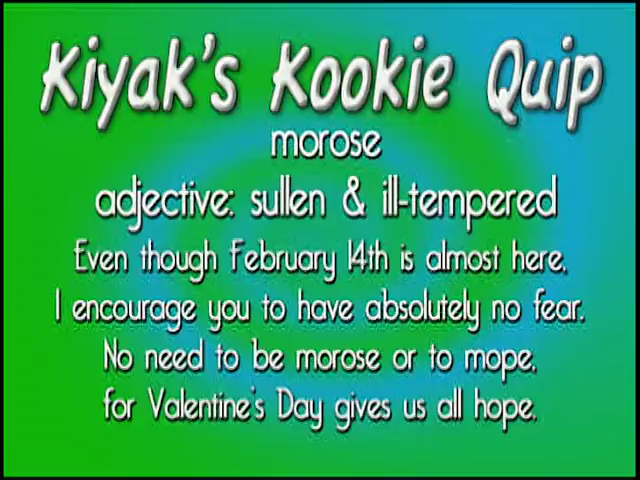 Kiyak's Kookie Quip
morose
adjective: sullen & ill-tempered
Even though February 14th is almost here,
I encourage you to have absolutely no fear.
No need to be morose or to mope,
for Valentine's Day gives us all hope.